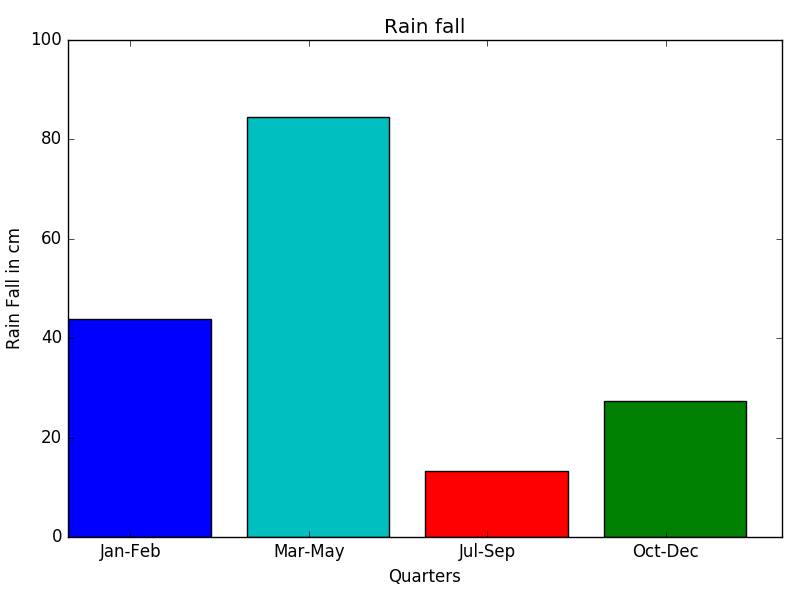 Rain fall
100
80
60
40
20
0
Rain Fall in cm
Jan-Feb
Mar-May
Jul-Sep
Oct-Dec
Quarters